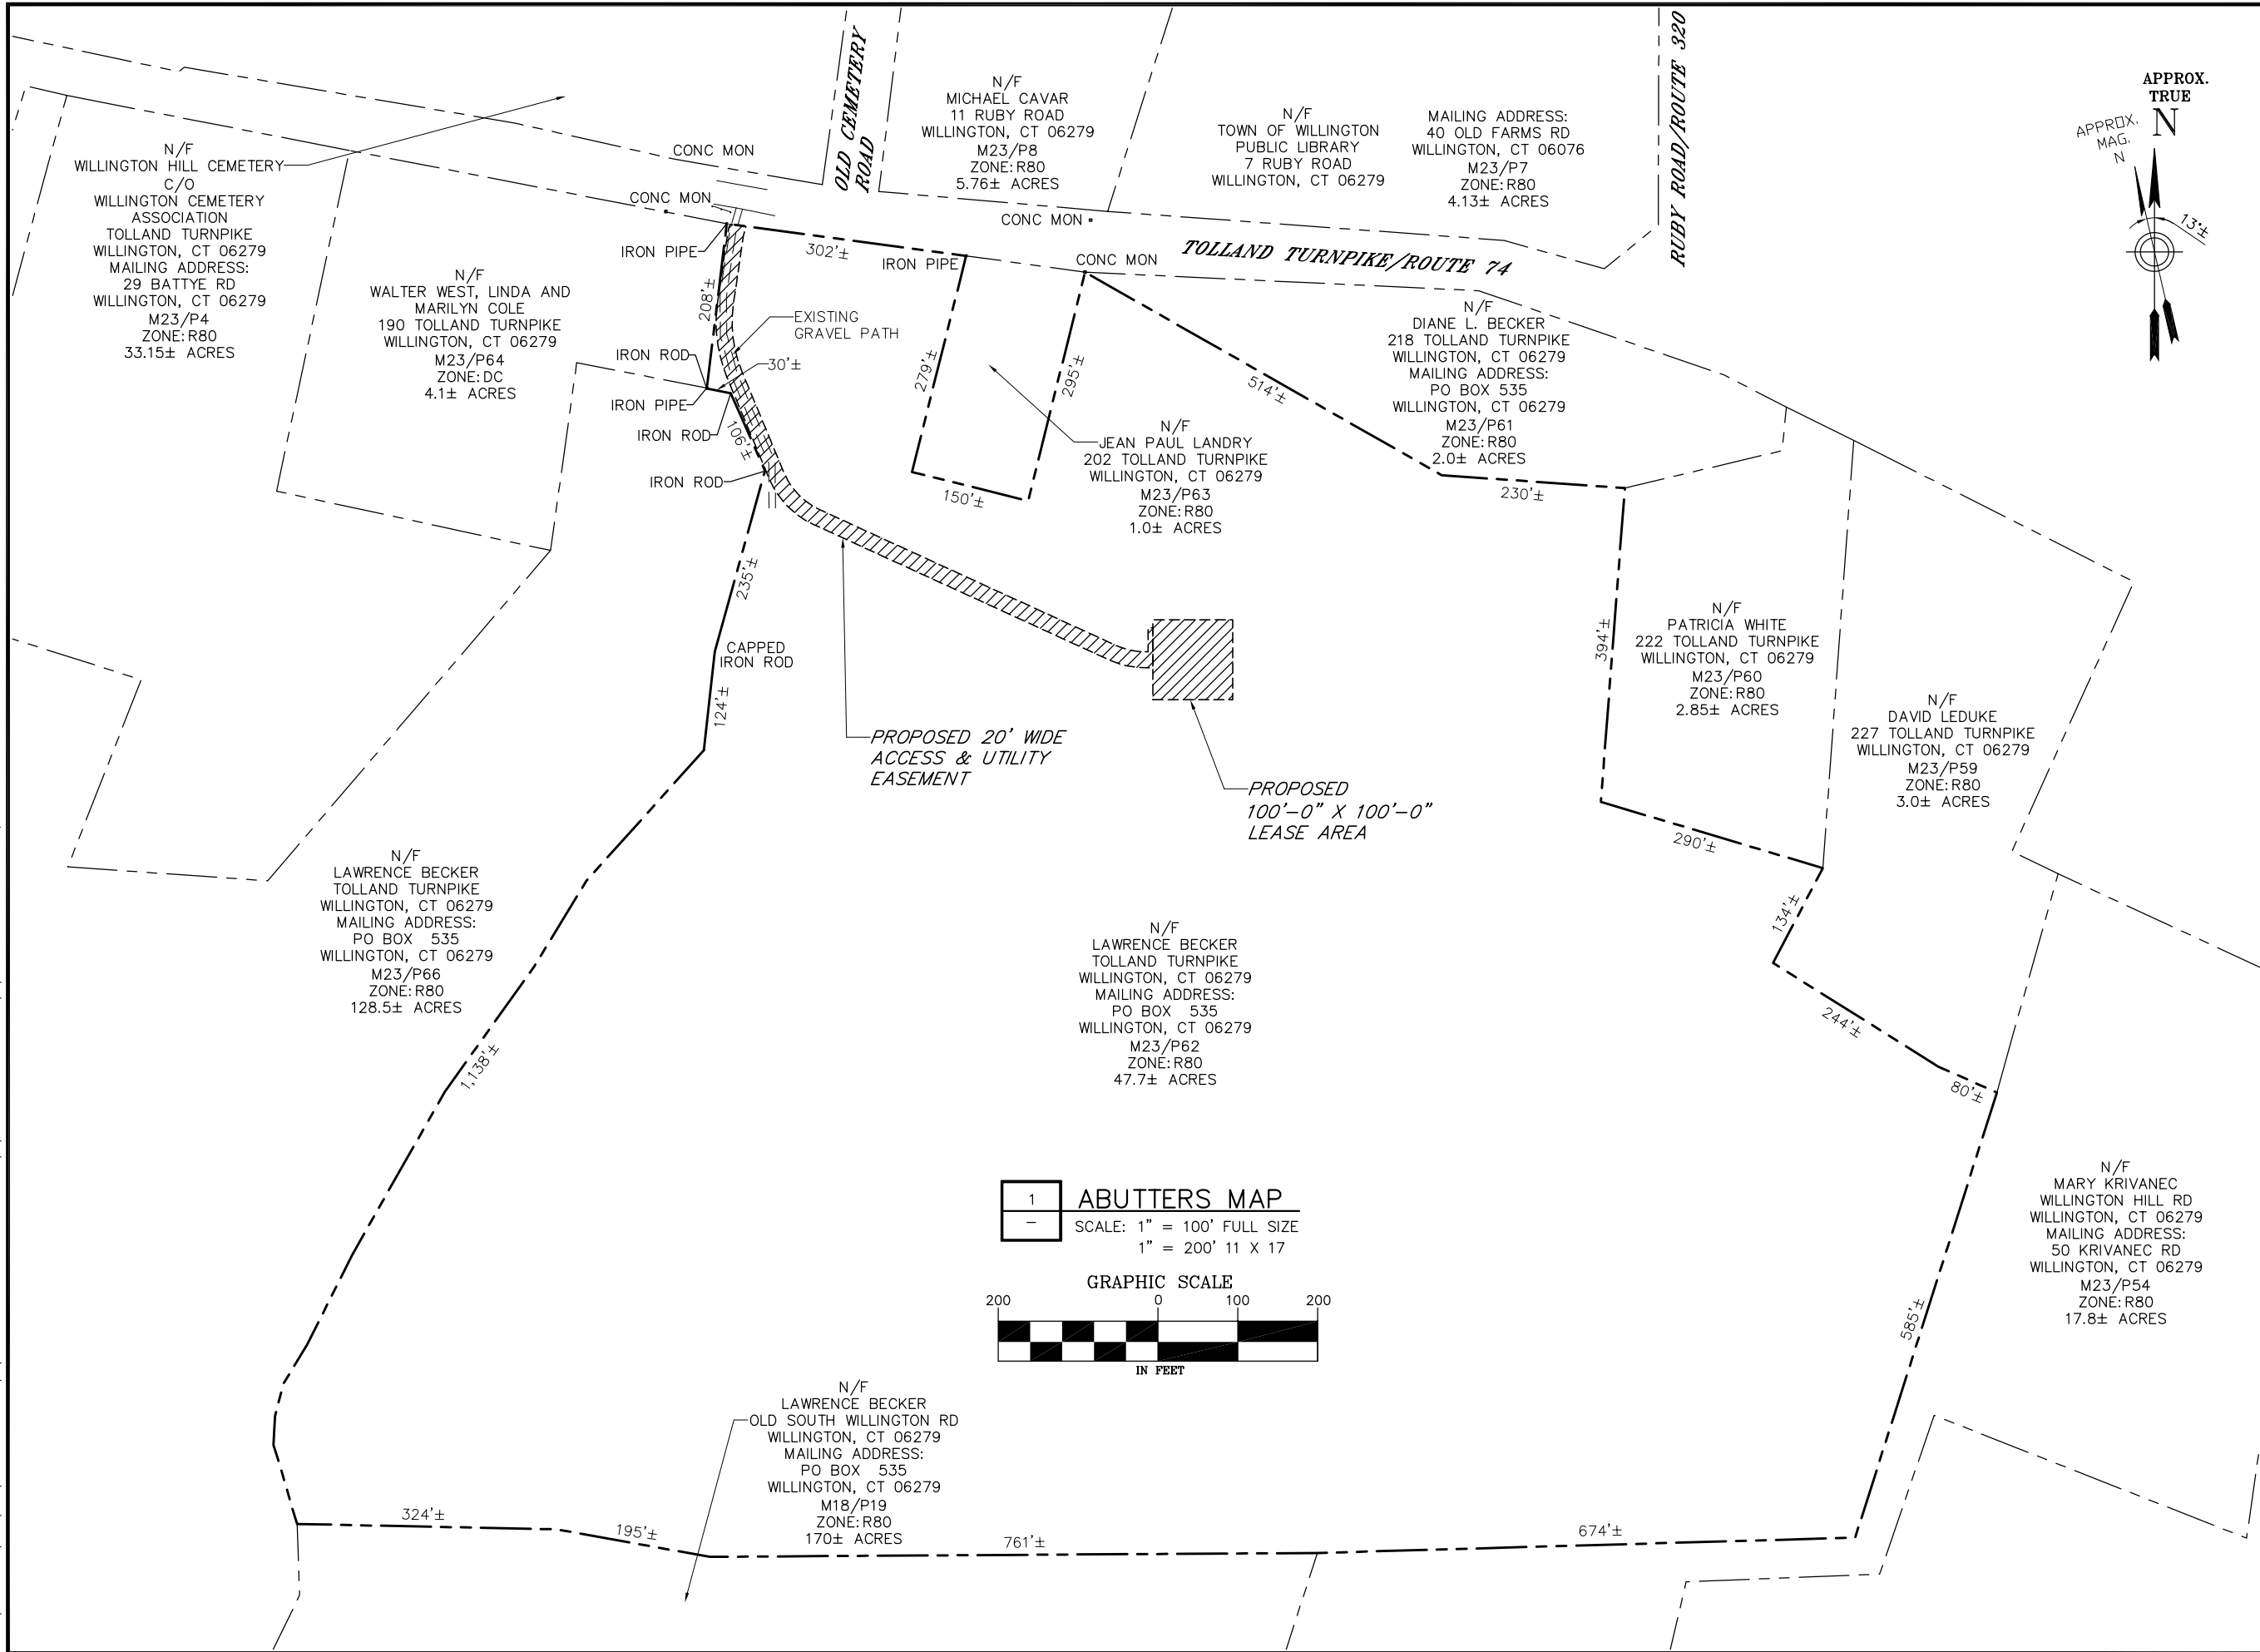 OLD CEMETERY
ROAD
RUBY ROAD/ROUTE 320
APPROX.
TRUE
N
APPROX.
MAG.
N
13°±
N/F
MICHAEL CAVAR
11 RUBY ROAD
WILLINGTON, CT 06279
M23/P8
ZONE: R80
5.76± ACRES
N/F
TOWN OF WILLINGTON
PUBLIC LIBRARY
7 RUBY ROAD
WILLINGTON, CT 06279
MAILING ADDRESS:
40 OLD FARMS RD
WILLINGTON, CT 06076
M23/P7
ZONE: R80
4.13± ACRES
N/F
WILLINGTON HILL CEMETERY
C/O
WILLINGTON CEMETERY
ASSOCIATION
TOLLAND TURNPIKE
WILLINGTON, CT 06279
MAILING ADDRESS:
29 BATTYE RD
WILLINGTON, CT 06279
M23/P4
ZONE: R80
33.15± ACRES
CONC MON
CONC MON
CONC MON
CONC MON
TOLLAND TURNPIKE/ROUTE 74
IRON PIPE
302'±
IRON PIPE
N/F
WALTER WEST, LINDA AND
MARILYN COLE
190 TOLLAND TURNPIKE
WILLINGTON, CT 06279
M23/P64
ZONE: DC
4.1± ACRES
208'±
EXISTING
GRAVEL PATH
IRON ROD
30'±
IRON PIPE
IRON ROD
106'±
IRON ROD
279'±
295'±
150'±
514'±
230'±
N/F
JEAN PAUL LANDRY
202 TOLLAND TURNPIKE
WILLINGTON, CT 06279
M23/P63
ZONE: R80
1.0± ACRES
N/F
DIANE L. BECKER
218 TOLLAND TURNPIKE
WILLINGTON, CT 06279
MAILING ADDRESS:
PO BOX 535
WILLINGTON, CT 06279
M23/P61
ZONE: R80
2.0± ACRES
235'±
CAPPED
IRON ROD
124'±
394'±
N/F
PATRICIA WHITE
222 TOLLAND TURNPIKE
WILLINGTON, CT 06279
M23/P60
ZONE: R80
2.85± ACRES
N/F
DAVID LEDUKE
227 TOLLAND TURNPIKE
WILLINGTON, CT 06279
M23/P59
ZONE: R80
3.0± ACRES
PROPOSED 20' WIDE
ACCESS & UTILITY
EASEMENT
PROPOSED
100'-0" X 100'-0"
LEASE AREA
290'±
134'±
244'±
80'±
N/F
LAWRENCE BECKER
TOLLAND TURNPIKE
WILLINGTON, CT 06279
MAILING ADDRESS:
PO BOX 535
WILLINGTON, CT 06279
M23/P66
ZONE: R80
128.5± ACRES
N/F
LAWRENCE BECKER
TOLLAND TURNPIKE
WILLINGTON, CT 06279
MAILING ADDRESS:
PO BOX 535
WILLINGTON, CT 06279
M23/P62
ZONE: R80
47.7± ACRES
1,138'±
1
-
ABUTTERS MAP
SCALE: 1" = 100' FULL SIZE
1" = 200' 11 X 17
GRAPHIC SCALE
200 0 100 200
IN FEET
N/F
MARY KRIVANEC
WILLINGTON HILL RD
WILLINGTON, CT 06279
MAILING ADDRESS:
50 KRIVANEC RD
WILLINGTON, CT 06279
M23/P54
ZONE: R80
17.8± ACRES
585'±
N/F
LAWRENCE BECKER
OLD SOUTH WILLINGTON RD
WILLINGTON, CT 06279
MAILING ADDRESS:
PO BOX 535
WILLINGTON, CT 06279
M18/P19
ZONE: R80
170± ACRES
324'±
195'±
761'±
674'±